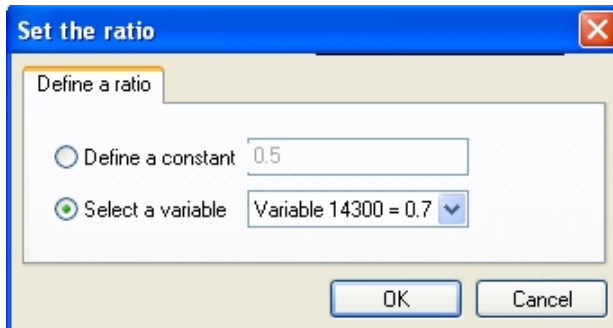 Set the ratio
Define a ratio
Define a constant 0.5
Select a variable Variable 14300 = 0.7
OK Cancel